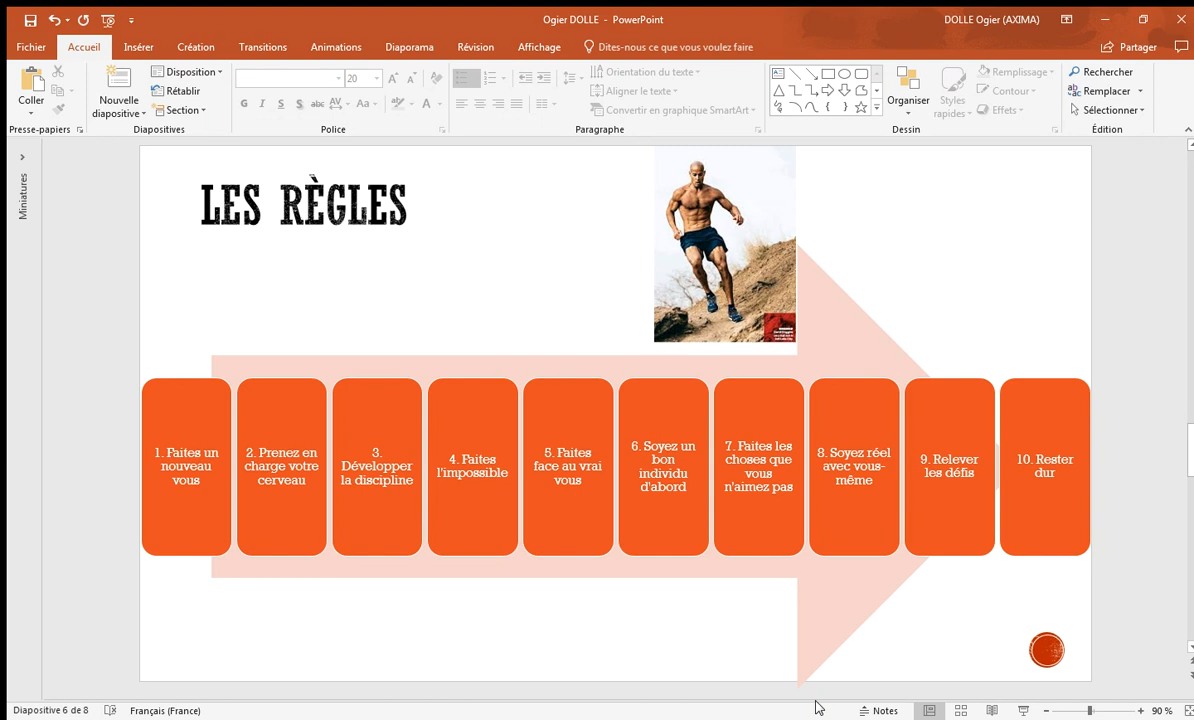 Ogier DOLLE - PowerPoint
DOLLE Ogier (AXIMA)
Fichier
Accueil
Insérer
Création
Transitions
Animations
Diaporama
Révision
Affichage
Dites-nous ce que vous voulez faire
Partager
Coller
Presse-papiers
Nouvelle
diapositive
Disposition
Rétablir
Section
Diapositives
20
G I S S abc AV Aa A
Police
Orientation du texte
Aligner le texte
Convertir en graphique SmartArt
Paragraphe
Organiser
Styles
rapides
Remplissage
Contour
Effets
Dessin
Rechercher
Remplacer
Sélectionner
Édition
Miniatures
LES RÈGLES
1. Faites un
nouveau
vous
2. Prenez en
charge votre
cerveau
3.
Développer
la discipline
4. Faites
l'impossible
5. Faites
face au vrai
vous
6. Soyez un
bon
individu
d'abord
7. Faites les
choses que
vous
n'aimez pas
8. Soyez réel
avec vous-
même
9. Relever
les défis
10. Rester
dur
Diapositive 6 de 8
Français (France)
Notes
90 %